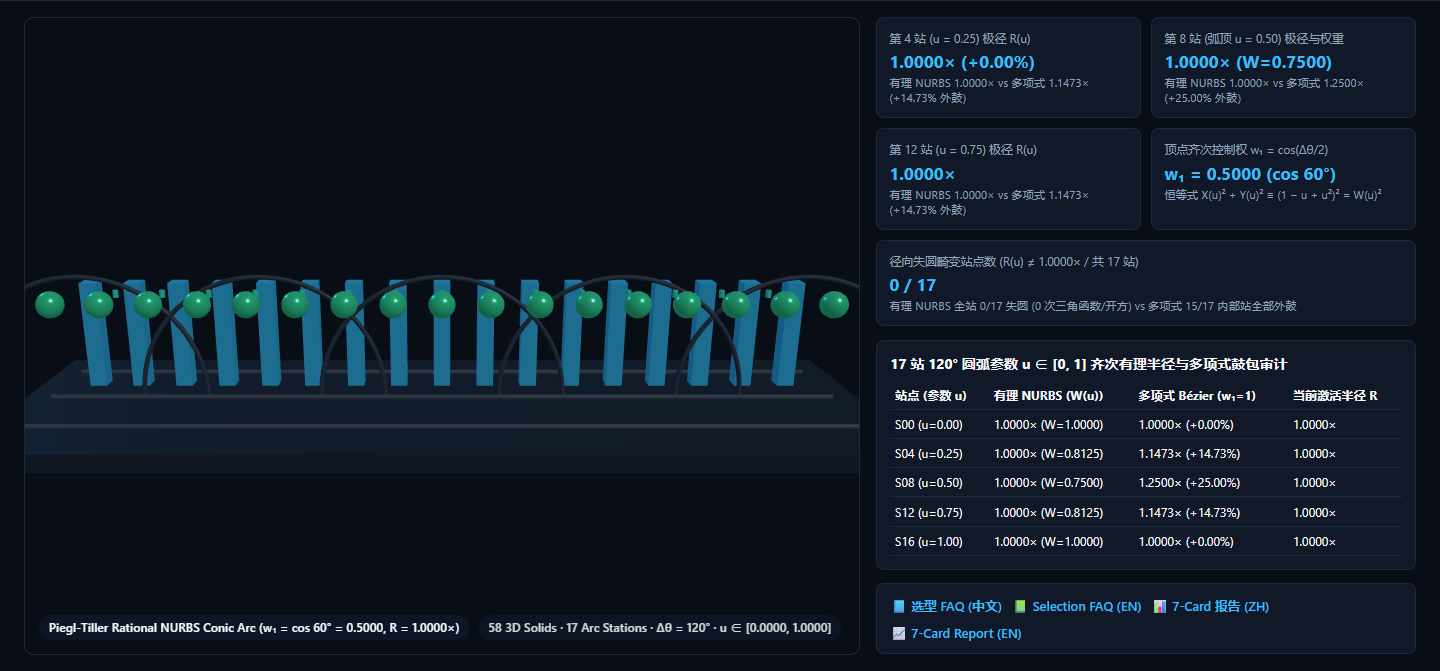 Piegl-Tiller Rational NURBS Conic Arc (w₁ = cos 60° = 0.5000, R = 1.0000×)
58 3D Solids · 17 Arc Stations · Δθ = 120° · u ∈ [0.0000, 1.0000]
第 4 站 (u = 0.25) 极径 R(u)
1.0000× (+0.00%)
有理 NURBS 1.0000× vs 多项式 1.1473×
(+14.73% 外鼓)
第 8 站 (弧顶 u = 0.50) 极径与权重
1.0000× (W=0.7500)
有理 NURBS 1.0000× vs 多项式 1.2500×
(+25.00% 外鼓)
第 12 站 (u = 0.75) 极径 R(u)
1.0000×
有理 NURBS 1.0000× vs 多项式 1.1473×
(+14.73% 外鼓)
顶点齐次控制权 w₁ = cos(Δθ/2)
w₁ = 0.5000 (cos 60°)
恒等式 X(u)² + Y(u)² ≡ (1 − u + u²)² = W(u)²
径向失圆畸变站点数 (R(u) ≠ 1.0000× / 共 17 站)
0 / 17
有理 NURBS 全站 0/17 失圆 (0 次三角函数/开方) vs 多项式 15/17 内部站全部外鼓
17 站 120° 圆弧参数 u ∈ [0, 1] 齐次有理半径与多项式鼓包审计
站点 (参数 u) 有理 NURBS (W(u)) 多项式 Bézier (w₁=1) 当前激活半径 R
S00 (u=0.00) 1.0000× (W=1.0000) 1.0000× (+0.00%) 1.0000×
S04 (u=0.25) 1.0000× (W=0.8125) 1.1473× (+14.73%) 1.0000×
S08 (u=0.50) 1.0000× (W=0.7500) 1.2500× (+25.00%) 1.0000×
S12 (u=0.75) 1.0000× (W=0.8125) 1.1473× (+14.73%) 1.0000×
S16 (u=1.00) 1.0000× (W=1.0000) 1.0000× (+0.00%) 1.0000×
选型 FAQ (中文) Selection FAQ (EN) 7-Card 报告 (ZH)
7-Card Report (EN)